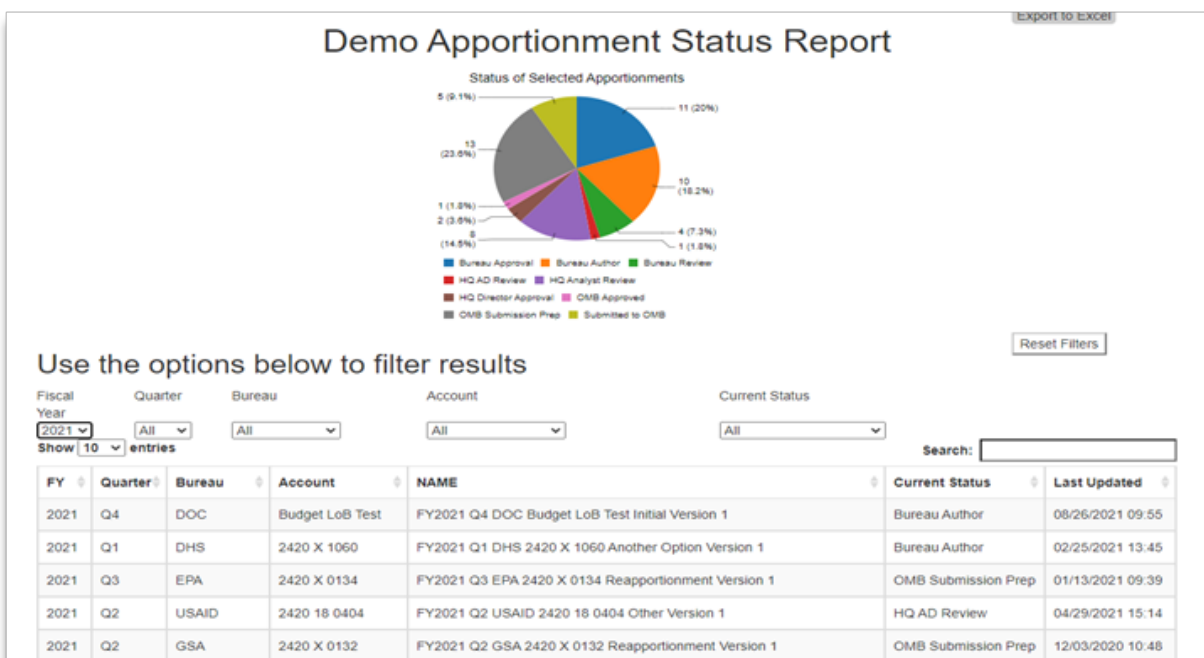 Export to Excel
Demo Apportionment Status Report
Status of Selected Apportionments
5 (9.1%)
11 (20%)
13
(23.6%)
10
(18.2%)
1 (1.8%)
2 (3.6%)
8
(14.5%)
4 (7.3%)
1 (1.8%)
Bureau Approval Bureau Author Bureau Review
HQ AD Review HQ Analyst Review
HQ Director Approval OMB Approved
OMB Submission Prep Submitted to OMB
Reset Filters
Use the options below to filter results
Fiscal Year Quarter Bureau Account Current Status
2021 All All All All
Show 10 entries Search:
FY Quarter Bureau Account NAME Current Status Last Updated
2021 Q4 DOC Budget LoB Test FY2021 Q4 DOC Budget LoB Test Initial Version 1 Bureau Author 08/26/2021 09:55
2021 Q1 DHS 2420 X 1060 FY2021 Q1 DHS 2420 X 1060 Another Option Version 1 Bureau Author 02/25/2021 13:45
2021 Q3 EPA 2420 X 0134 FY2021 Q3 EPA 2420 X 0134 Reapportionment Version 1 OMB Submission Prep 01/13/2021 09:39
2021 Q2 USAID 2420 18 0404 FY2021 Q2 USAID 2420 18 0404 Other Version 1 HQ AD Review 04/29/2021 15:14
2021 Q2 GSA 2420 X 0132 FY2021 Q2 GSA 2420 X 0132 Reapportionment Version 1 OMB Submission Prep 12/03/2020 10:48